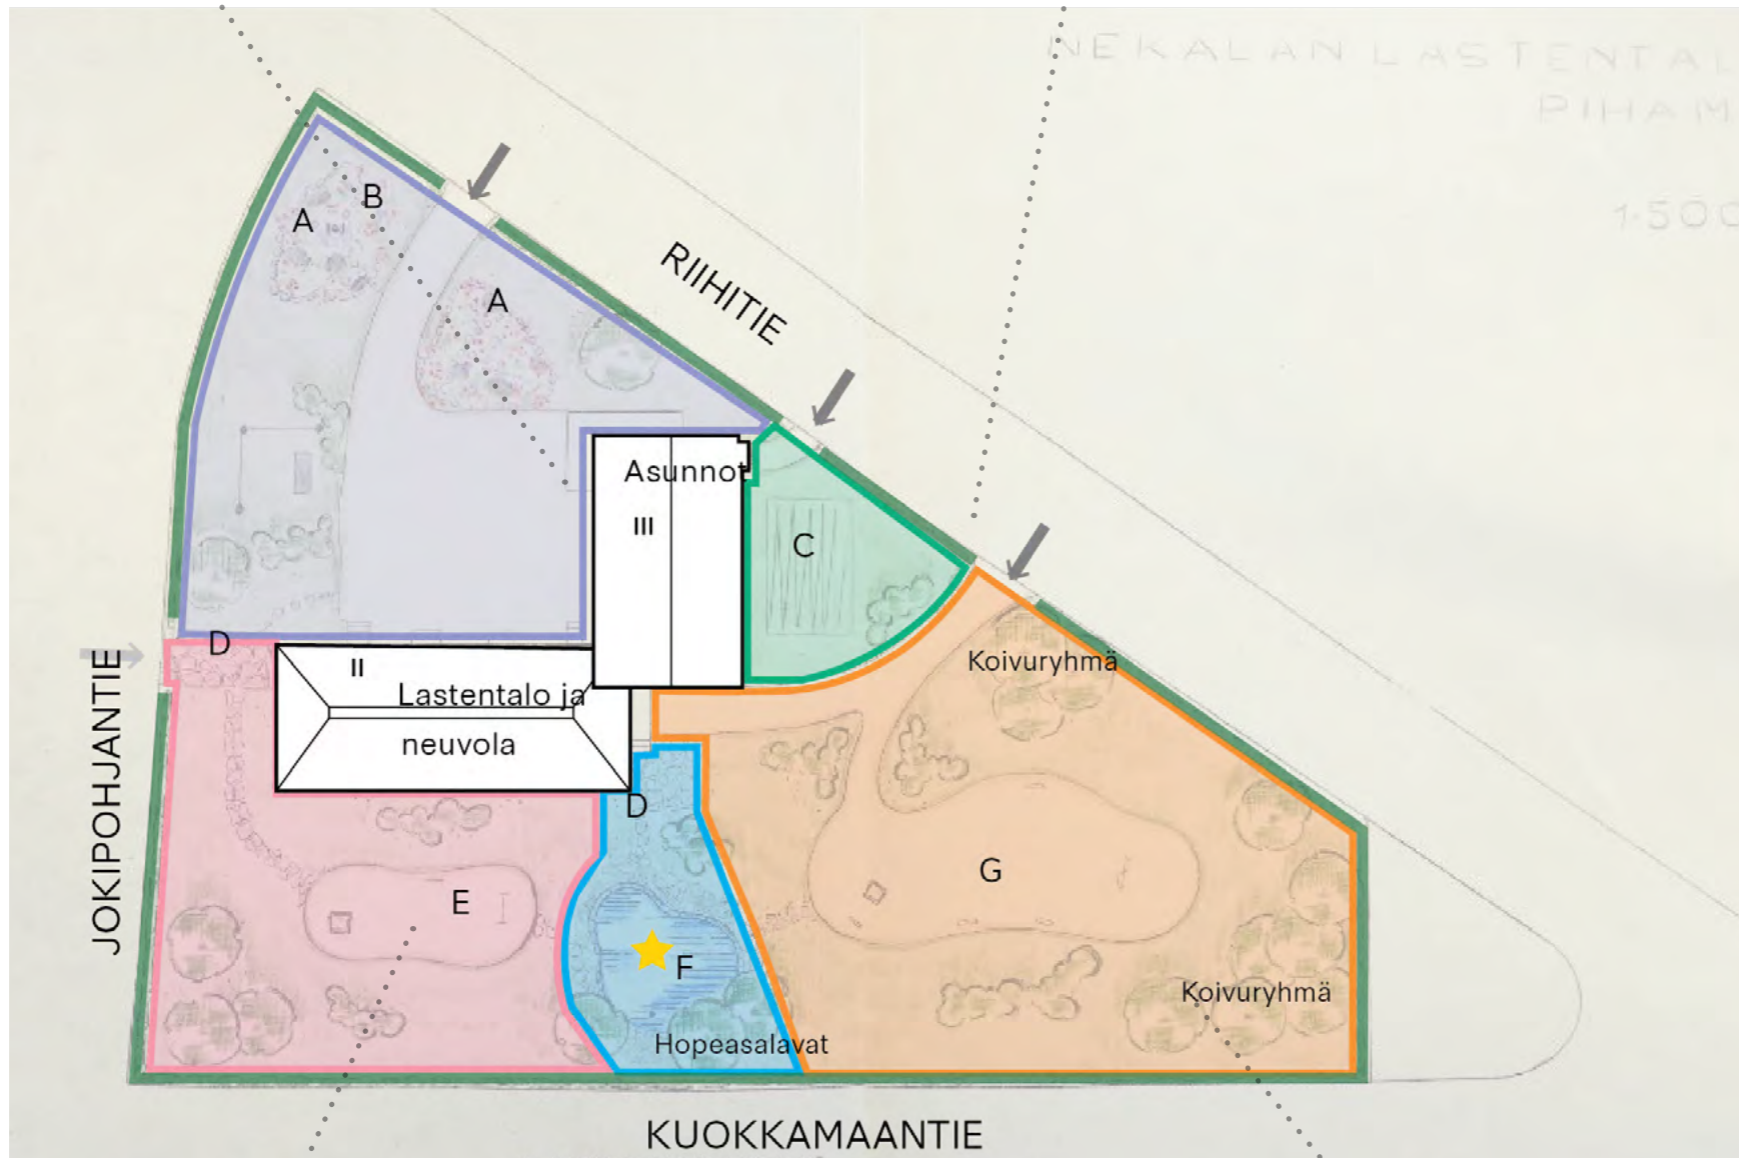 NEKALAN LASTENTAL
PIHAM
1:500
B
A
A
RIIHITIE
Asunnot
III
C
D
II
Lastentalo ja
neuvola
Koivuryhmä
JOKIPOHJANTIE
D
E
G
F
Koivuryhmä
Hopeasalavat
KUOKKAMAANTIE